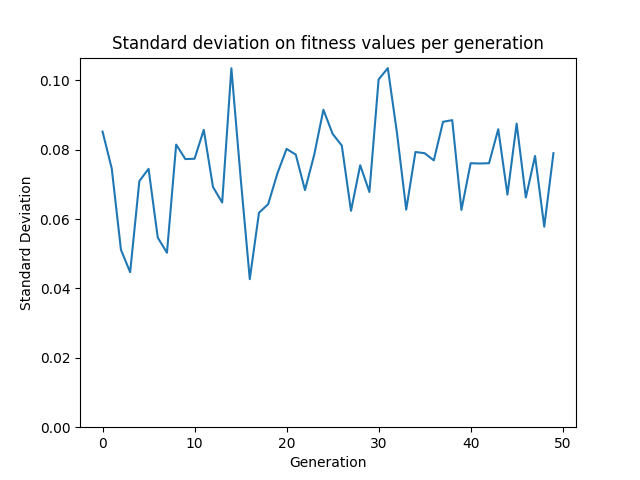 Standard deviation on fitness values per generation
0.10
0.08
0.06
0.04
0.02
0.00
Standard Deviation
0 10 20 30 40 50
Generation